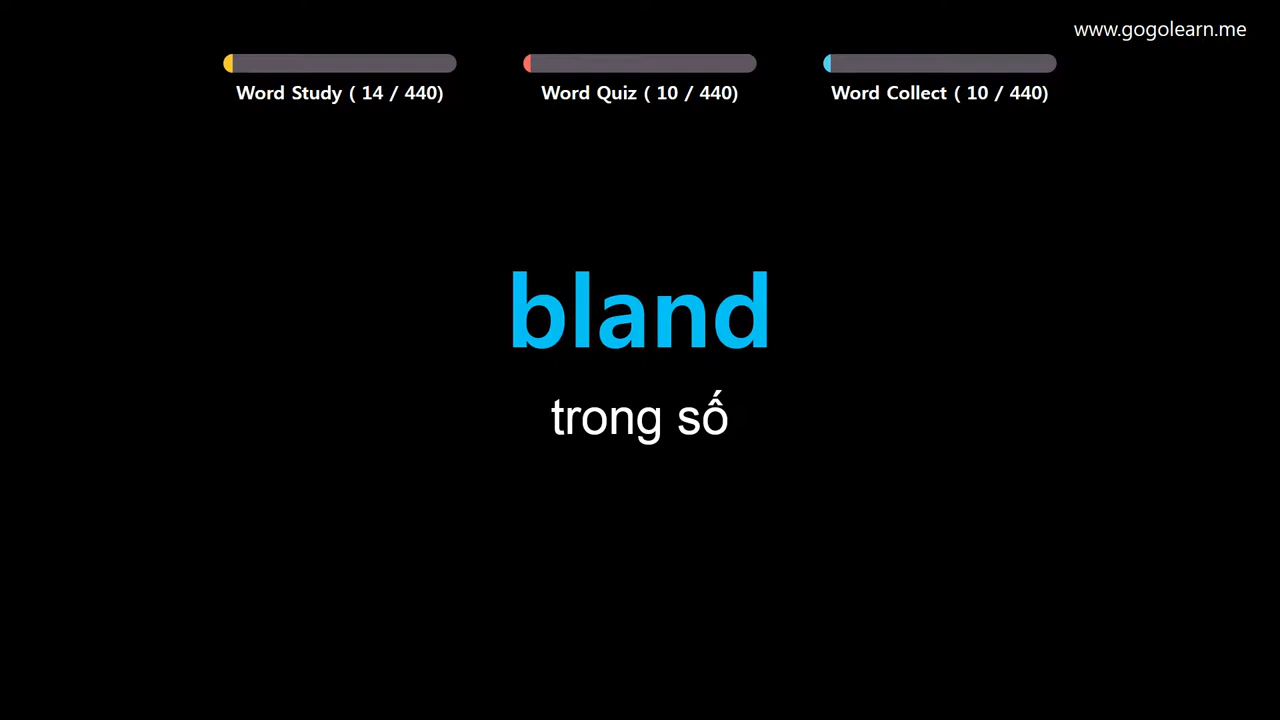 www.gogolearn.me
Word Study ( 14 / 440)
Word Quiz ( 10 / 440)
Word Collect ( 10 / 440)
bland
trong số